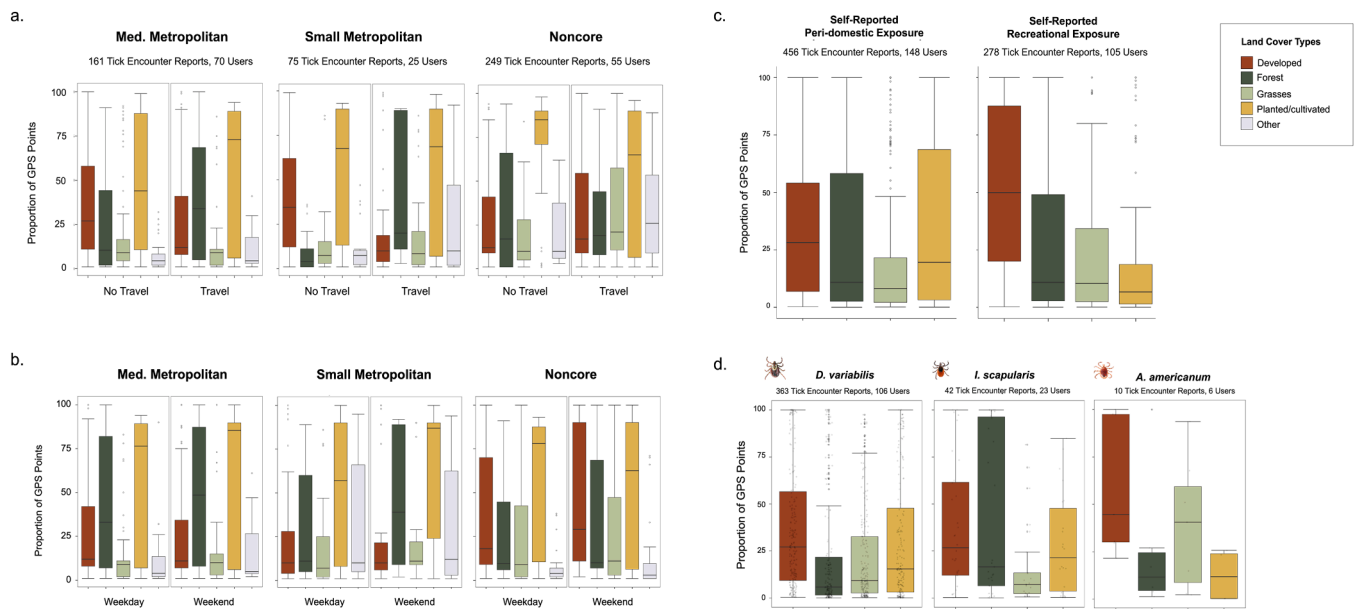 a.
Med. Metropolitan
161 Tick Encounter Reports, 70 Users
Small Metropolitan
75 Tick Encounter Reports, 25 Users
Noncore
249 Tick Encounter Reports, 55 Users
Proportion of GPS Points
100
75
50
25
0
No Travel
Travel
No Travel
Travel
No Travel
Travel
b.
Med. Metropolitan
Small Metropolitan
Noncore
Proportion of GPS Points
100
75
50
25
0
Weekday
Weekend
Weekday
Weekend
Weekday
Weekend
c.
Self-Reported
Peri-domestic Exposure
456 Tick Encounter Reports, 148 Users
Self-Reported
Recreational Exposure
278 Tick Encounter Reports, 105 Users
Proportion of GPS Points
100
75
50
25
0
Land Cover Types
Developed
Forest
Grasses
Planted/cultivated
Other
d.
D. variabilis
363 Tick Encounter Reports, 106 Users
I. scapularis
42 Tick Encounter Reports, 23 Users
A. americanum
10 Tick Encounter Reports, 6 Users
Proportion of GPS Points
100
75
50
25
0